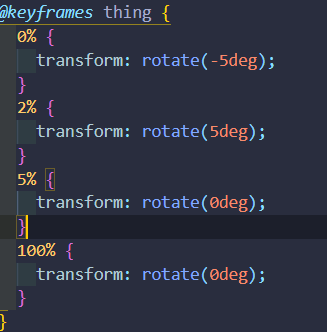 @keyframes thing {
0% {
transform: rotate(-5deg);
}
2% {
transform: rotate(5deg);
}
5% {
transform: rotate(0deg);
}
100% {
transform: rotate(0deg);
}
}